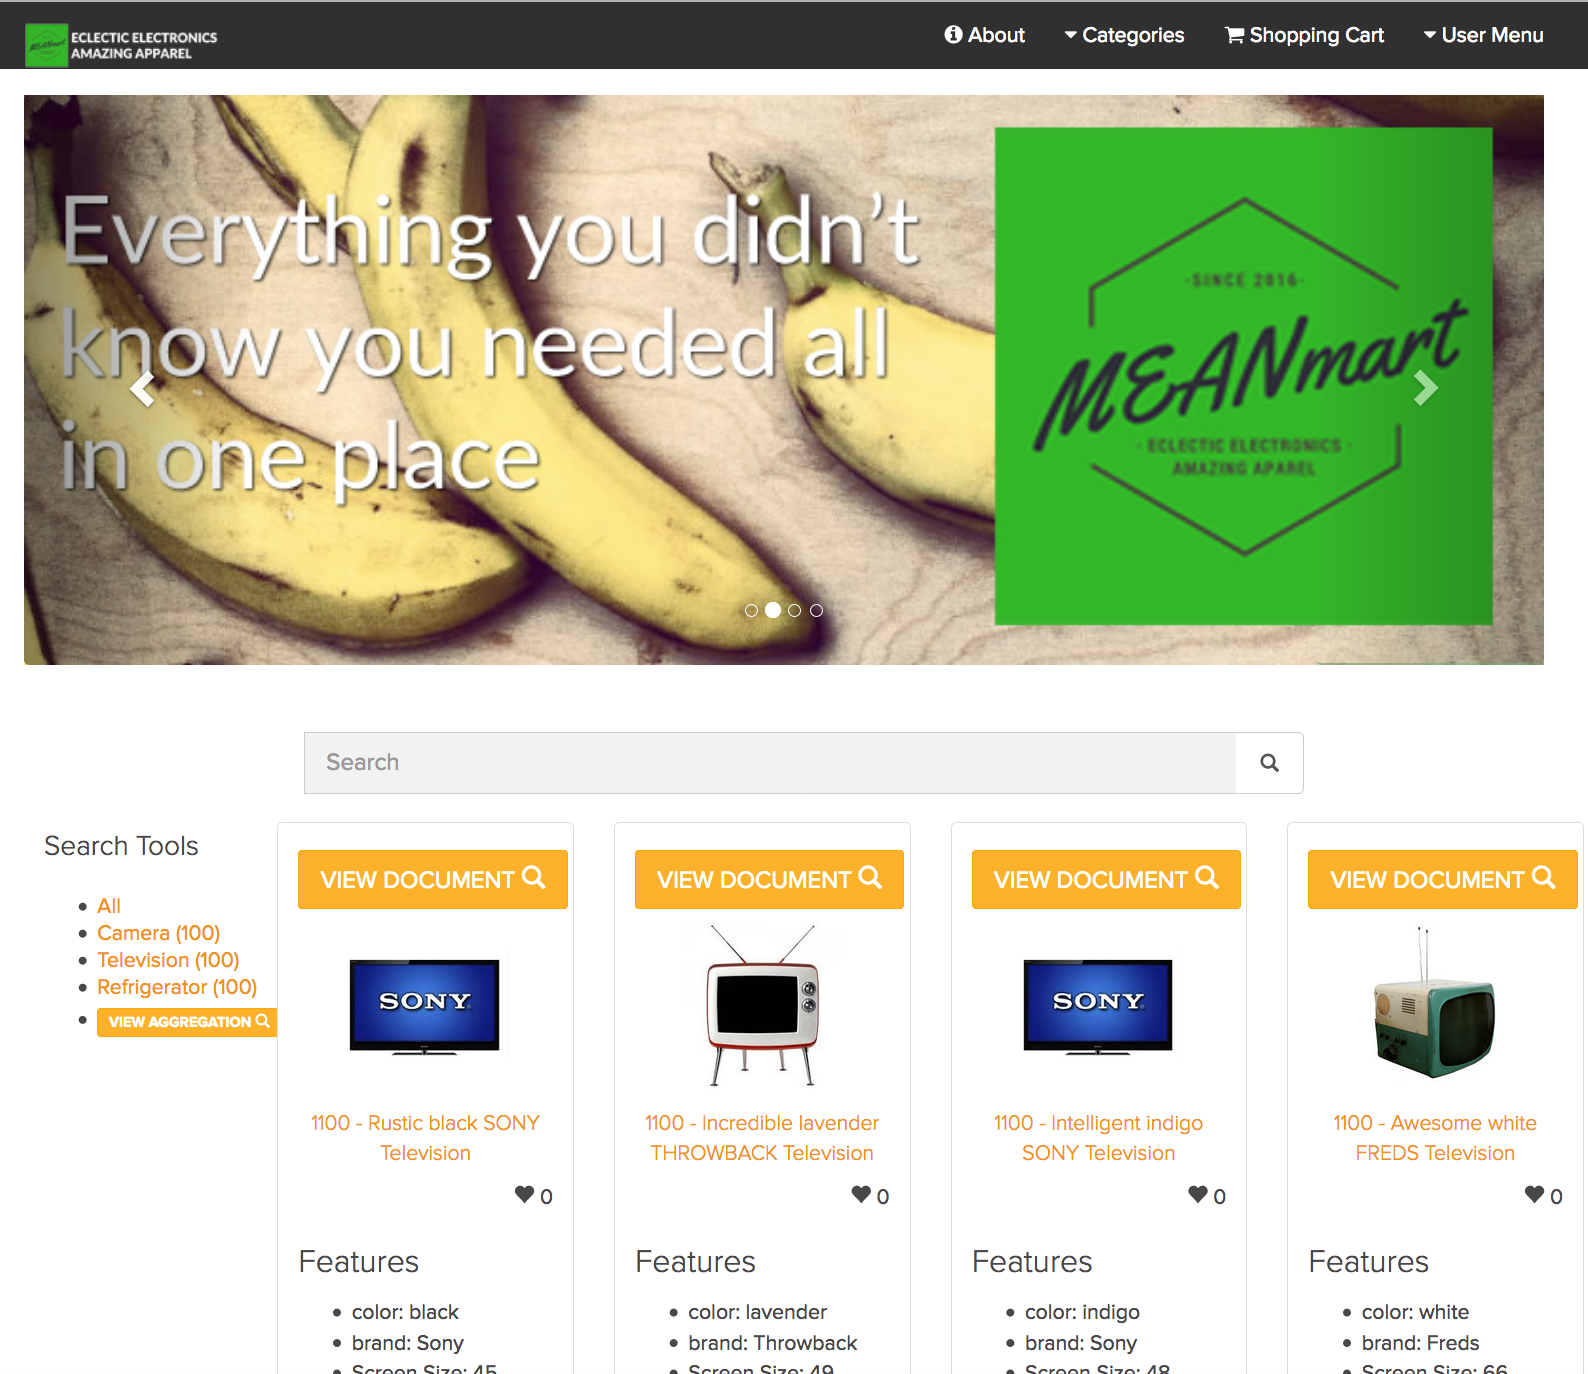 MEANmart
ECLECTIC ELECTRONICS
AMAZING APPAREL
About
Categories
Shopping Cart
User Menu
Everything you didn't
know you needed all
in one place
·SINCE 2016·
MEANmart
· ECLECTIC ELECTRONICS ·
AMAZING APAREL
Search
Search Tools
All
Camera (100)
Television (100)
Refrigerator (100)
VIEW AGGREGATION
VIEW DOCUMENT
SONY
1100 - Rustic black SONY
Television
0
Features
color: black
brand: Sony
Screen Size: 45
VIEW DOCUMENT
1100 - Incredible lavender
THROWBACK Television
0
Features
color: lavender
brand: Throwback
Screen Size: 49
VIEW DOCUMENT
SONY
1100 - Intelligent indigo
SONY Television
0
Features
color: indigo
brand: Sony
Screen Size: 48
VIEW DOCUMENT
1100 - Awesome white
FREDS Television
0
Features
color: white
brand: Freds
Screen Size: 66